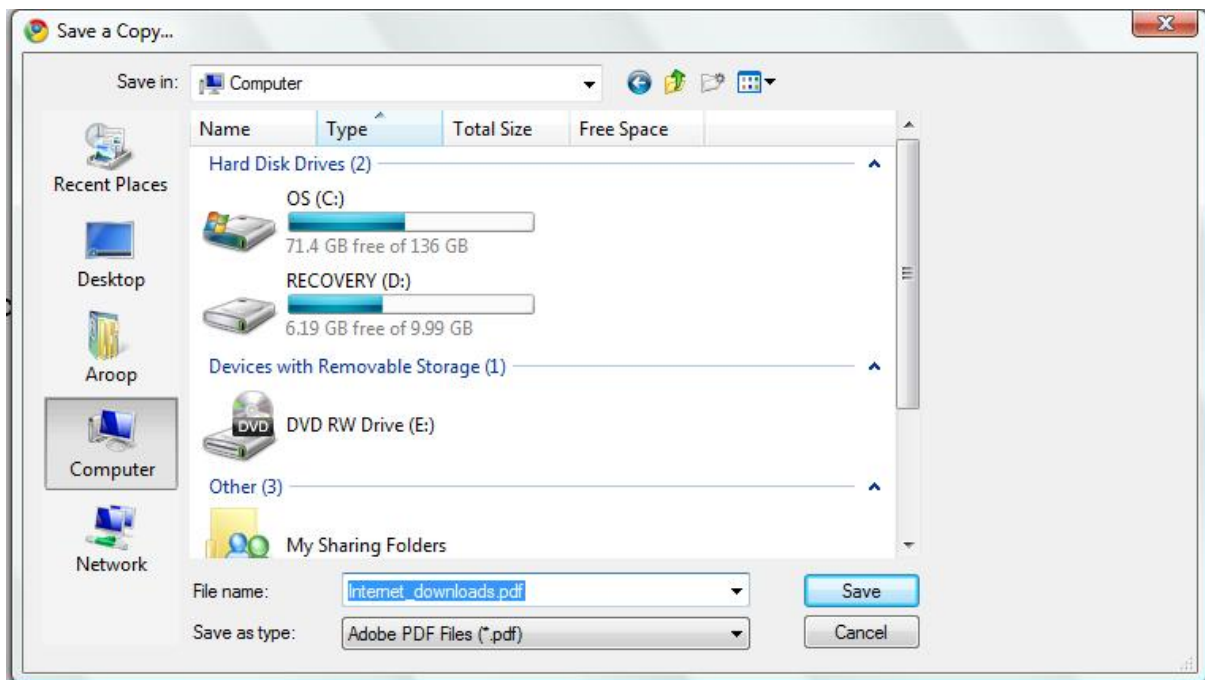 Save a Copy...
Save in:
Computer
Name Type Total Size Free Space
Recent Places
Desktop
Aroop
Computer
Network
Hard Disk Drives (2)
OS (C:)
71.4 GB free of 136 GB
RECOVERY (D:)
6.19 GB free of 9.99 GB
Devices with Removable Storage (1)
DVD
DVD RW Drive (E:)
Other (3)
My Sharing Folders
File name: Internet_downloads.pdf
Save
Save as type: Adobe PDF Files (*.pdf)
Cancel